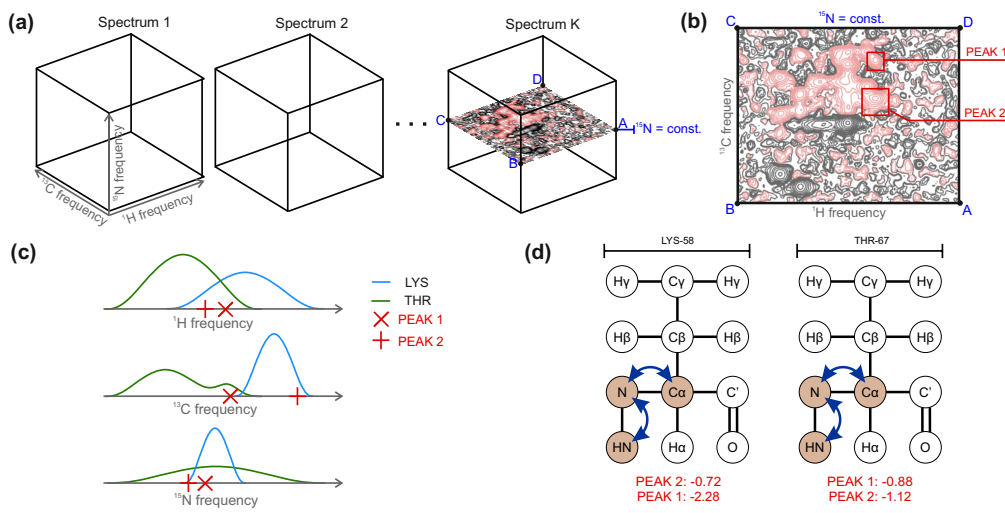 (a)
Spectrum 1
Spectrum 2
Spectrum K
¹⁵N frequency
¹³C frequency
¹H frequency
. . .
D
C
A
B
¹⁵N = const.
(b)
C
¹⁵N = const.
D
PEAK 1
PEAK 2
¹³C frequency
B
¹H frequency
A
(c)
LYS
THR
PEAK 1
PEAK 2
¹H frequency
¹³C frequency
¹⁵N frequency
(d)
LYS-58
THR-67
Hγ Cγ Hγ
Hγ Cγ Hγ
Hβ Cβ Hβ
Hβ Cβ Hβ
N Cα C'
N Cα C'
HN Hα O
HN Hα O
PEAK 2: -0.72
PEAK 1: -2.28
PEAK 1: -0.88
PEAK 2: -1.12